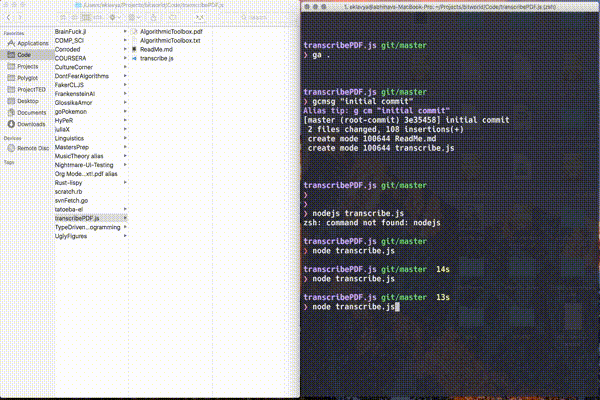 /Users/eklavya/Projects/bitworld/Code/transcribePDF.js
Favorites
Applications
Code
Projects
Polyglot
ProjectTED
Desktop
Documents
Downloads
Devices
Remote Disc
Tags
BrainFuck.jl
COMP_SCI
Corroded
COURSERA
CultureCorner
DontFearAlgorithms
FakerCLJS
FrankensteinAI
GlossikaAmor
goPokemon
HyPeR
juliaX
Linguistics
MastersPrep
MusicTheory alias
Nightmare-UI-Testing
Org Mode...xt!.pdf alias
Rust-lispy
scratch.rb
svnFetch.go
tatoeba-el
transcribePDF.js
TypeDriven...ogramming
UglyFigures
AlgorithmicToolbox.pdf
AlgorithmicToolbox.txt
ReadMe.md
transcribe.js
1. eklavya@abhinavs-MacBook-Pro: ~/Projects/bitworld/Code/transcribePDF.js (zsh)
transcribePDF.js git/master
❯ ga .
transcribePDF.js git/master
❯ gcmsg "initial commit"
Alias tip: g cm "initial commit"
[master (root-commit) 3e35458] initial commit
2 files changed, 108 insertions(+)
create mode 100644 ReadMe.md
create mode 100644 transcribe.js
transcribePDF.js git/master
❯
❯
❯ nodejs transcribe.js
zsh: command not found: nodejs
transcribePDF.js git/master
❯ node transcribe.js
transcribePDF.js git/master 14s
❯ node transcribe.js
transcribePDF.js git/master 13s
❯ node transcribe.js